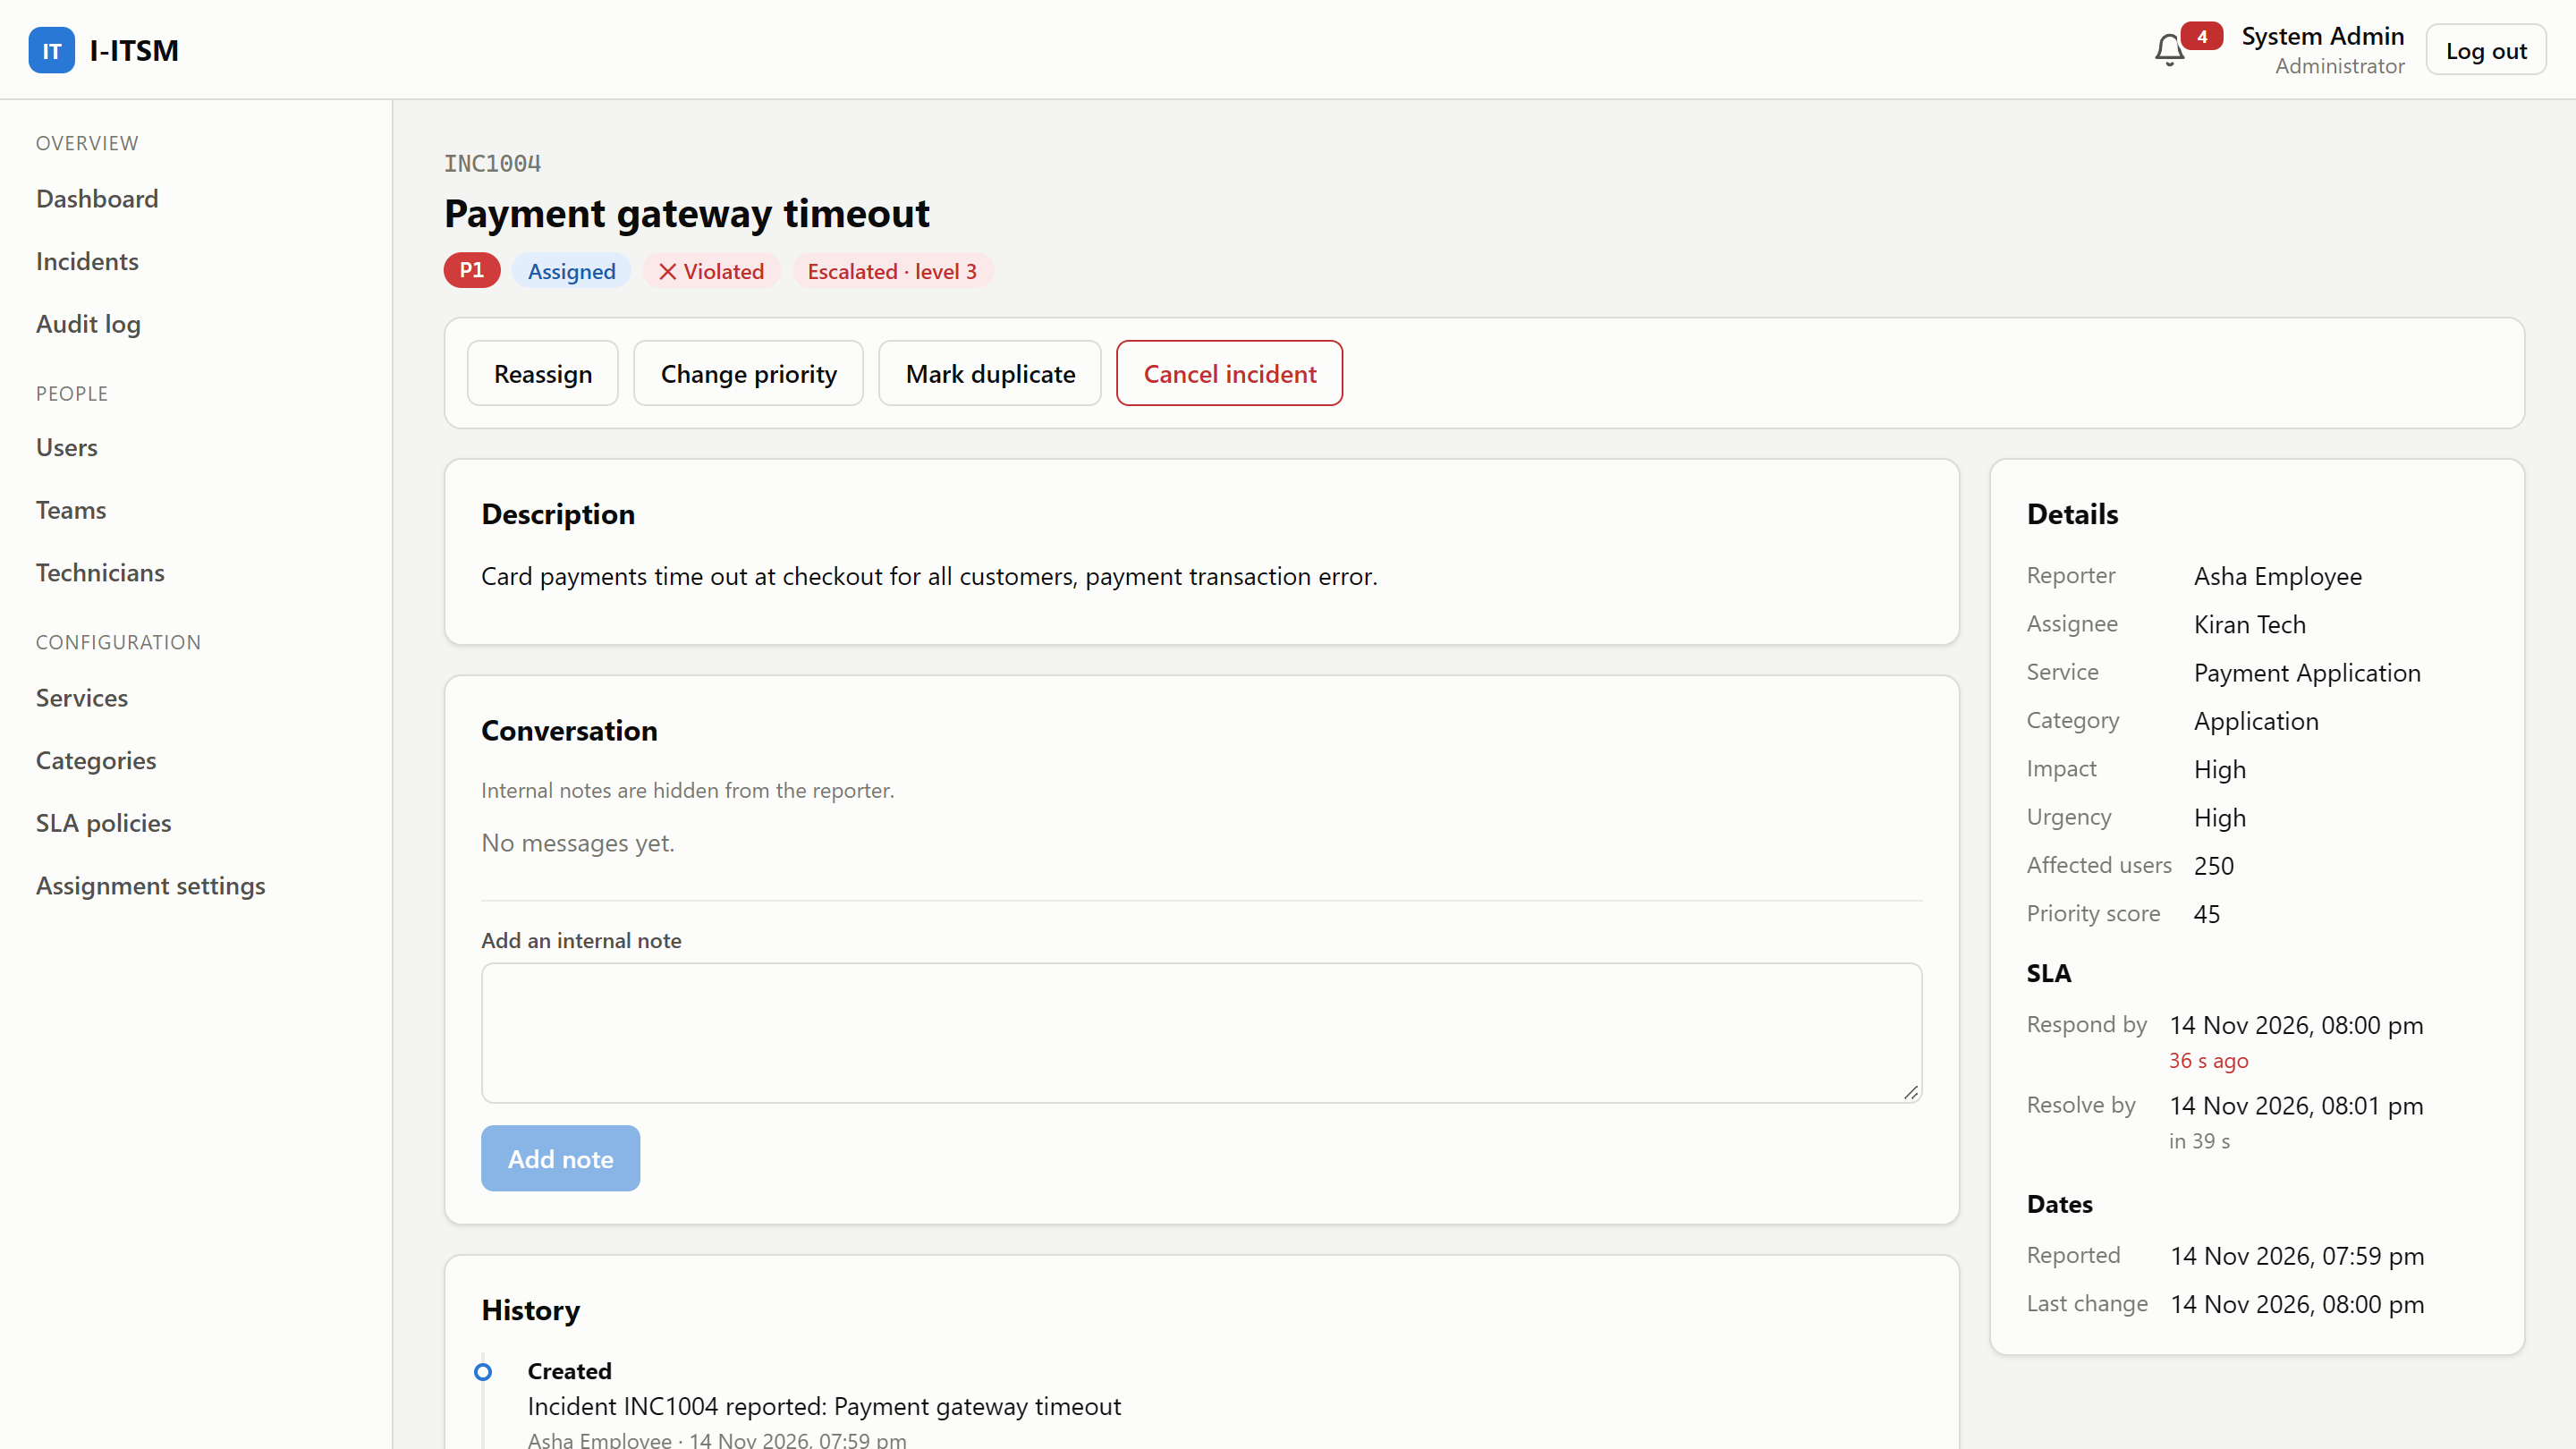 IT I-ITSM
4
System Admin
Administrator
Log out
OVERVIEW
Dashboard
Incidents
Audit log
PEOPLE
Users
Teams
Technicians
CONFIGURATION
Services
Categories
SLA policies
Assignment settings
INC1004
Payment gateway timeout
P1 Assigned Violated Escalated · level 3
Reassign Change priority Mark duplicate Cancel incident
Description
Card payments time out at checkout for all customers, payment transaction error.
Conversation
Internal notes are hidden from the reporter.
No messages yet.
Add an internal note
Add note
History
Created
Incident INC1004 reported: Payment gateway timeout
Asha Employee · 14 Nov 2026, 07:59 pm
Details
Reporter Asha Employee
Assignee Kiran Tech
Service Payment Application
Category Application
Impact High
Urgency High
Affected users 250
Priority score 45
SLA
Respond by 14 Nov 2026, 08:00 pm
36 s ago
Resolve by 14 Nov 2026, 08:01 pm
in 39 s
Dates
Reported 14 Nov 2026, 07:59 pm
Last change 14 Nov 2026, 08:00 pm